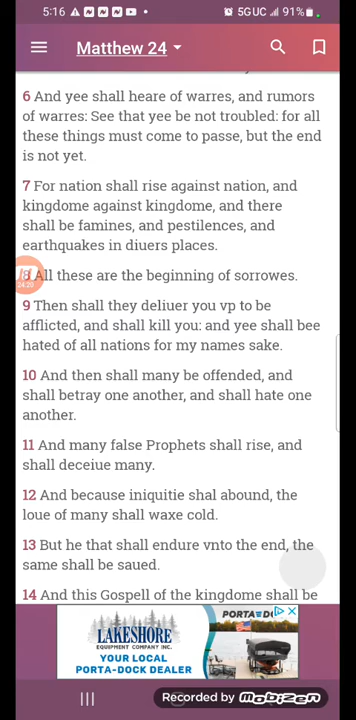 5:16 5GUC 91%
Matthew 24
6 And yee shall heare of warres, and rumors
of warres: See that yee be not troubled: for all
these things must come to passe, but the end
is not yet.
7 For nation shall rise against nation, and
kingdome against kingdome, and there
shall be famines, and pestilences, and
earthquakes in diuers places.
8 All these are the beginning of sorrowes.
24:29
9 Then shall they deliuer you vp to be
afflicted, and shall kill you: and yee shall bee
hated of all nations for my names sake.
10 And then shall many be offended, and
shall betray one another, and shall hate one
another.
11 And many false Prophets shall rise, and
shall deceiue many.
12 And because iniquitie shal abound, the
loue of many shall waxe cold.
13 But he that shall endure vnto the end, the
same shall be saued.
14 And this Gospell of the kingdome shall be
LAKESHORE
EQUIPMENT COMPANY INC.
YOUR LOCAL
PORTA-DOCK DEALER
PORTA-D
Recorded by mobizen